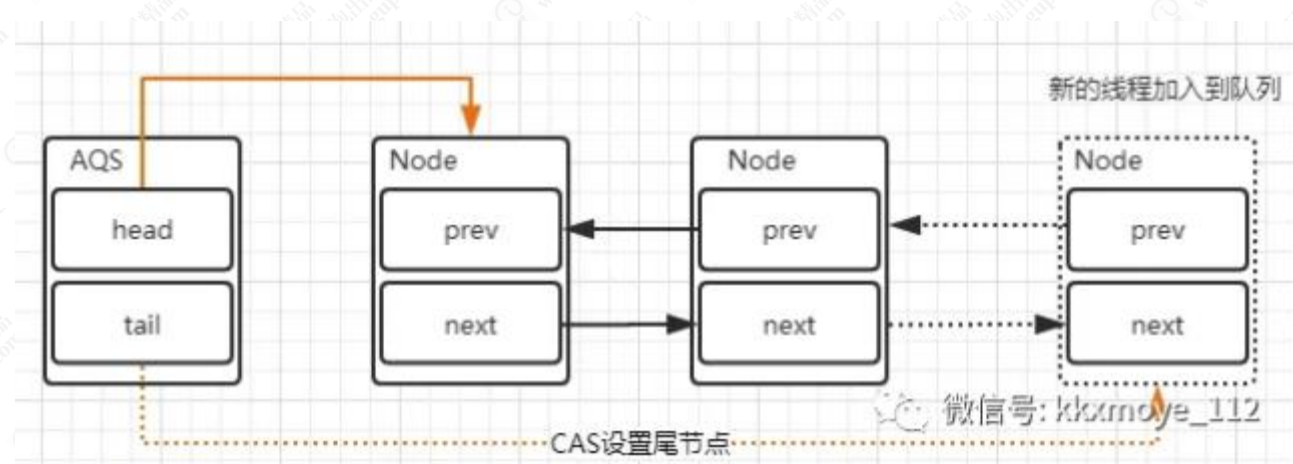 新的线程加入到队列
AQS
Node
Node
Node
head
prev
prev
prev
tail
next
next
next
微信号: kkxmoye_112
CAS设置尾节点